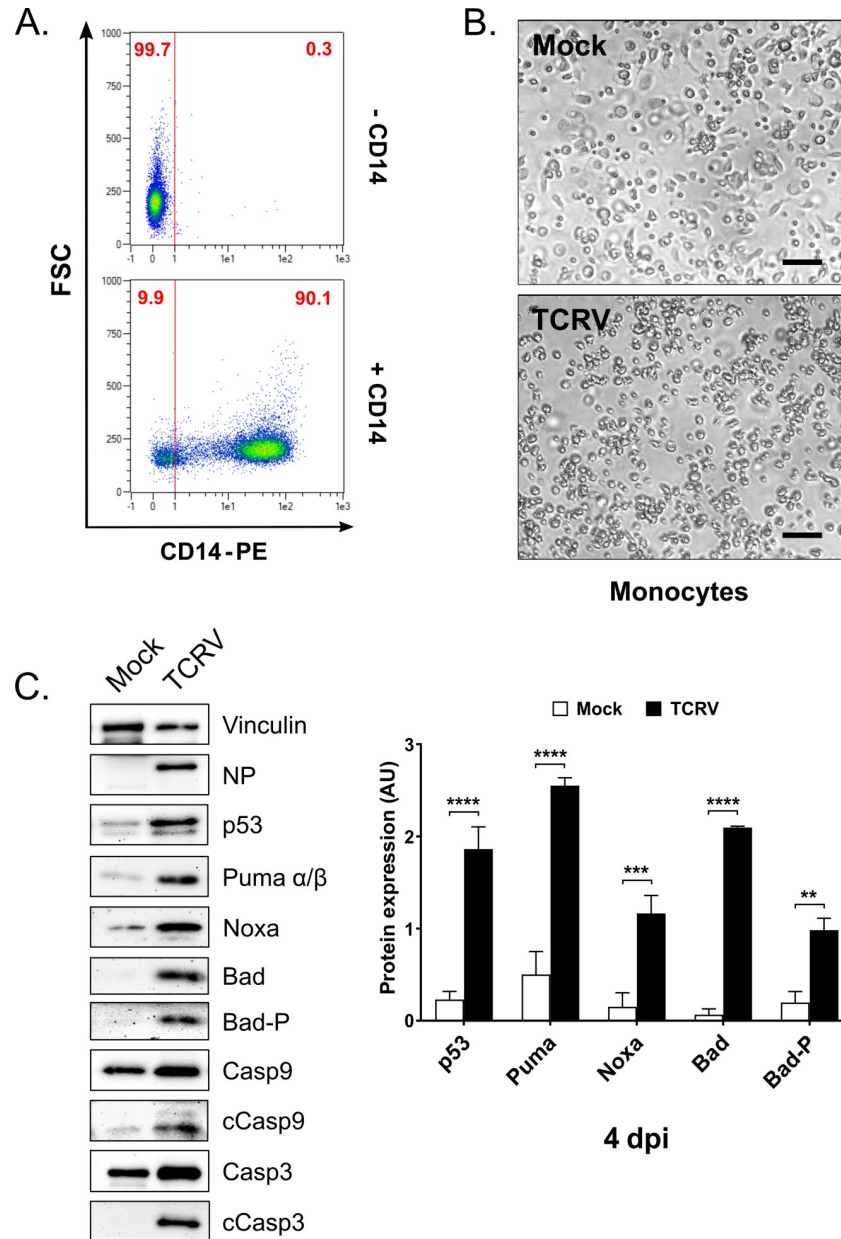 A.
99.7 0.3
1000
750
500
250
0
-1 0 1 1e1 1e2 1e3
- CD14
9.9 90.1
1000
750
500
250
0
-1 0 1 1e1 1e2 1e3
+ CD14
FSC
CD14-PE
B.
Mock
TCRV
Monocytes
C.
Mock TCRV
Vinculin
NP
p53
Puma α/β
Noxa
Bad
Bad-P
Casp9
cCasp9
Casp3
cCasp3
Mock TCRV
Protein expression (AU)
3
2
1
0
**** **** *** **** **
p53 Puma Noxa Bad Bad-P
4 dpi